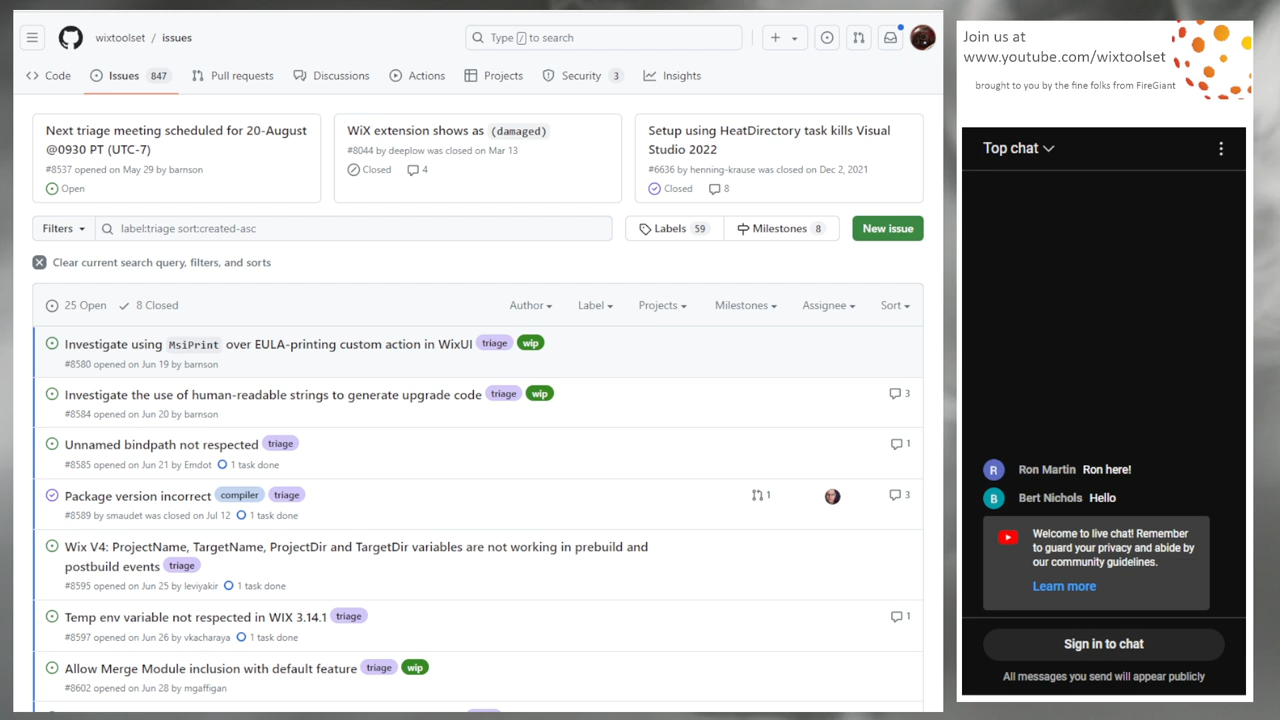 wixtoolset / issues
Type / to search
Code
Issues 847
Pull requests
Discussions
Actions
Projects
Security 3
Insights
Next triage meeting scheduled for 20-August
@0930 PT (UTC-7)
#8537 opened on May 29 by barnson
Open
WiX extension shows as (damaged)
#8044 by deeplow was closed on Mar 13
Closed 4
Setup using HeatDirectory task kills Visual
Studio 2022
#6636 by henning-krause was closed on Dec 2, 2021
Closed 8
Filters
label:triage sort:created-asc
Labels 59
Milestones 8
New issue
Clear current search query, filters, and sorts
25 Open 8 Closed
Author Label Projects Milestones Assignee Sort
Investigate using MsiPrint over EULA-printing custom action in WixUI triage wip
#8580 opened on Jun 19 by barnson
Investigate the use of human-readable strings to generate upgrade code triage wip 3
#8584 opened on Jun 20 by barnson
Unnamed bindpath not respected triage 1
#8585 opened on Jun 21 by Emdot 1 task done
Package version incorrect compiler triage 1 3
#8589 by smaudet was closed on Jul 12 1 task done
Wix V4: ProjectName, TargetName, ProjectDir and TargetDir variables are not working in prebuild and
postbuild events triage
#8595 opened on Jun 25 by leviyakir 1 task done
Temp env variable not respected in WIX 3.14.1 triage 1
#8597 opened on Jun 26 by vkacharaya 1 task done
Allow Merge Module inclusion with default feature triage wip
#8602 opened on Jun 28 by mgaffigan
Join us at
www.youtube.com/wixtoolset
brought to you by the fine folks from FireGiant
Top chat
R Ron Martin Ron here!
B Bert Nichols Hello
Welcome to live chat! Remember
to guard your privacy and abide by
our community guidelines.
Learn more
Sign in to chat
All messages you send will appear publicly